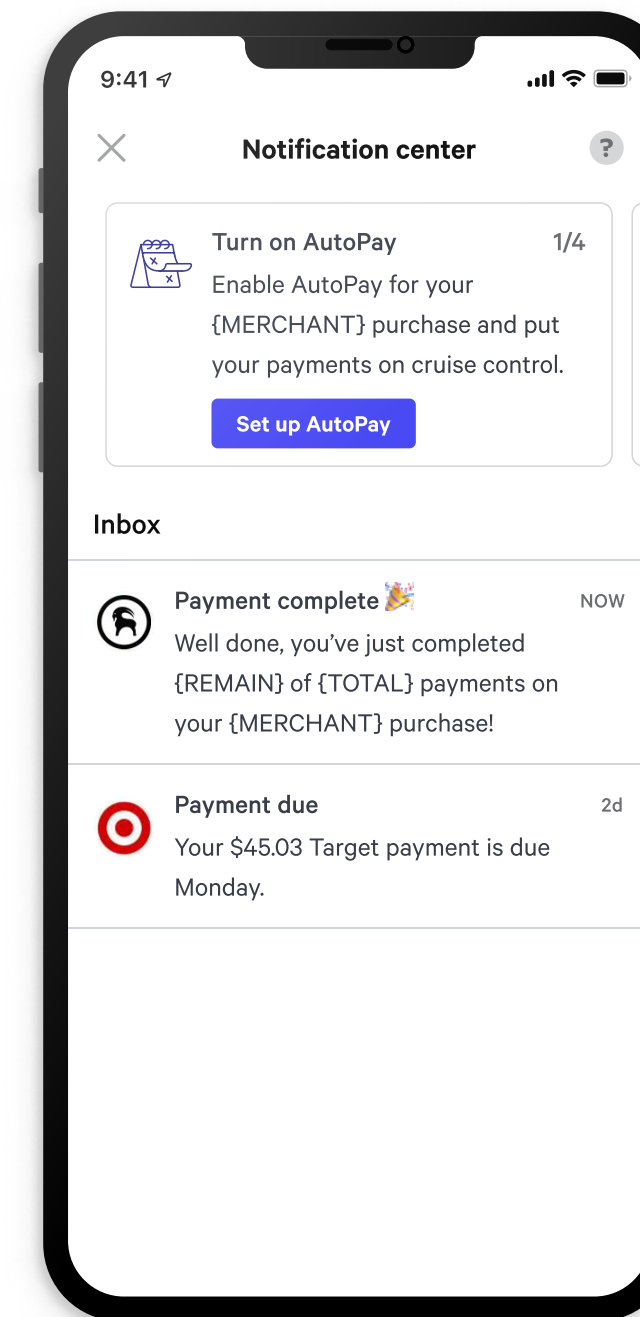 9:41
Notification center
?
Turn on AutoPay
1/4
Enable AutoPay for your
{MERCHANT} purchase and put
your payments on cruise control.
Set up AutoPay
Inbox
Payment complete🎉
NOW
Well done, you’ve just completed
{REMAIN} of {TOTAL} payments on
your {MERCHANT} purchase!
Payment due
2d
Your $45.03 Target payment is due
Monday.